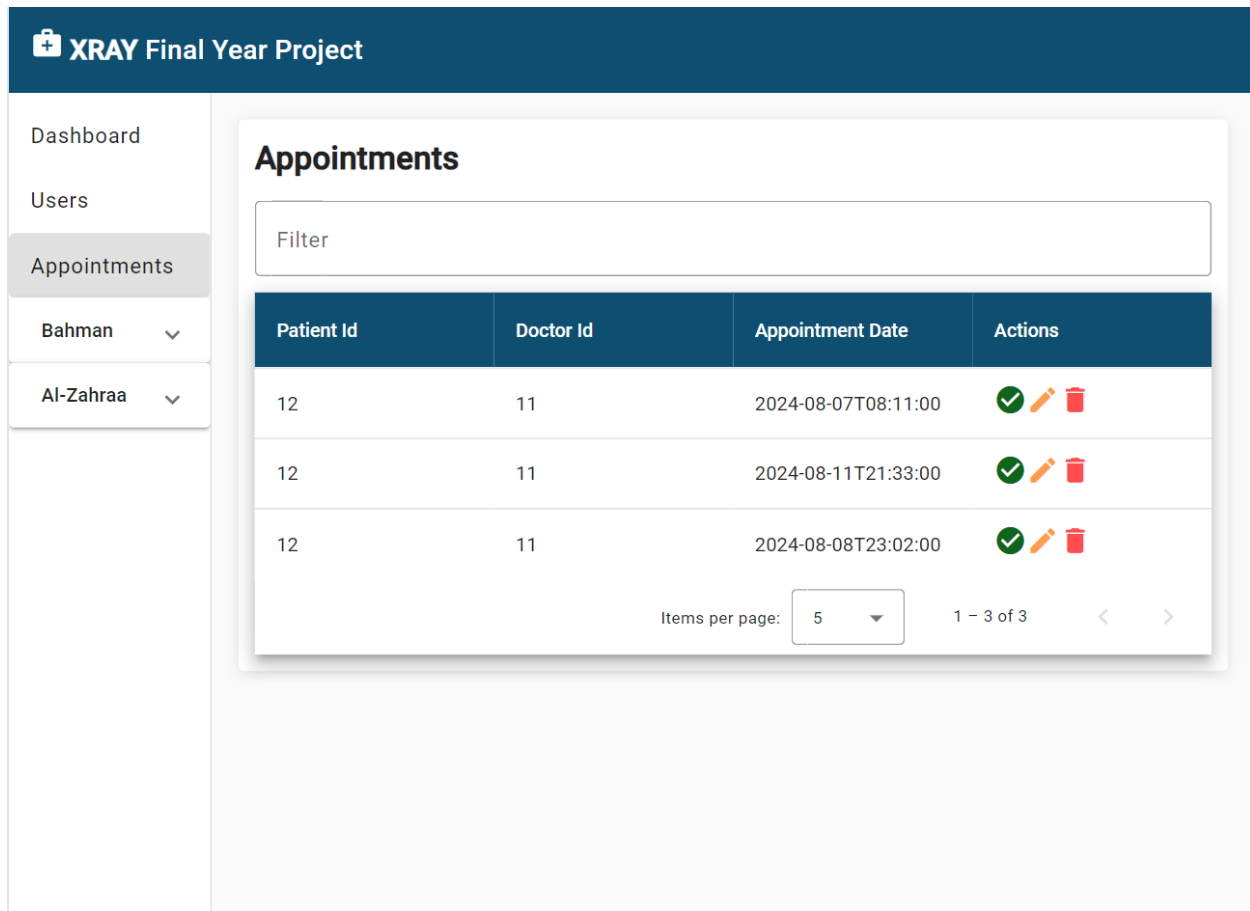 XRAY Final Year Project
Dashboard
Users
Appointments
Bahman
Al-Zahraa
Appointments
Filter
Patient Id Doctor Id Appointment Date Actions
12 11 2024-08-07T08:11:00
12 11 2024-08-11T21:33:00
12 11 2024-08-08T23:02:00
Items per page: 5 1 – 3 of 3